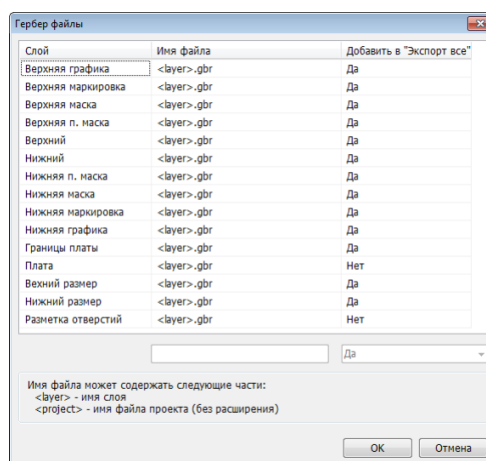 Гербер файлы
Слой Имя файла Добавить в "Экспорт все"
Верхняя графика <layer>.gbr Да
Верхняя маркировка <layer>.gbr Да
Верхняя маска <layer>.gbr Да
Верхняя п. маска <layer>.gbr Да
Верхний <layer>.gbr Да
Нижний <layer>.gbr Да
Нижняя п. маска <layer>.gbr Да
Нижняя маска <layer>.gbr Да
Нижняя маркировка <layer>.gbr Да
Нижняя графика <layer>.gbr Да
Границы платы <layer>.gbr Да
Плата <layer>.gbr Нет
Вехний размер <layer>.gbr Да
Нижний размер <layer>.gbr Да
Разметка отверстий <layer>.gbr Нет
Да
Имя файла может содержать следующие части:
<layer> - имя слоя
<project> - имя файла проекта (без расширения)
OK Отмена